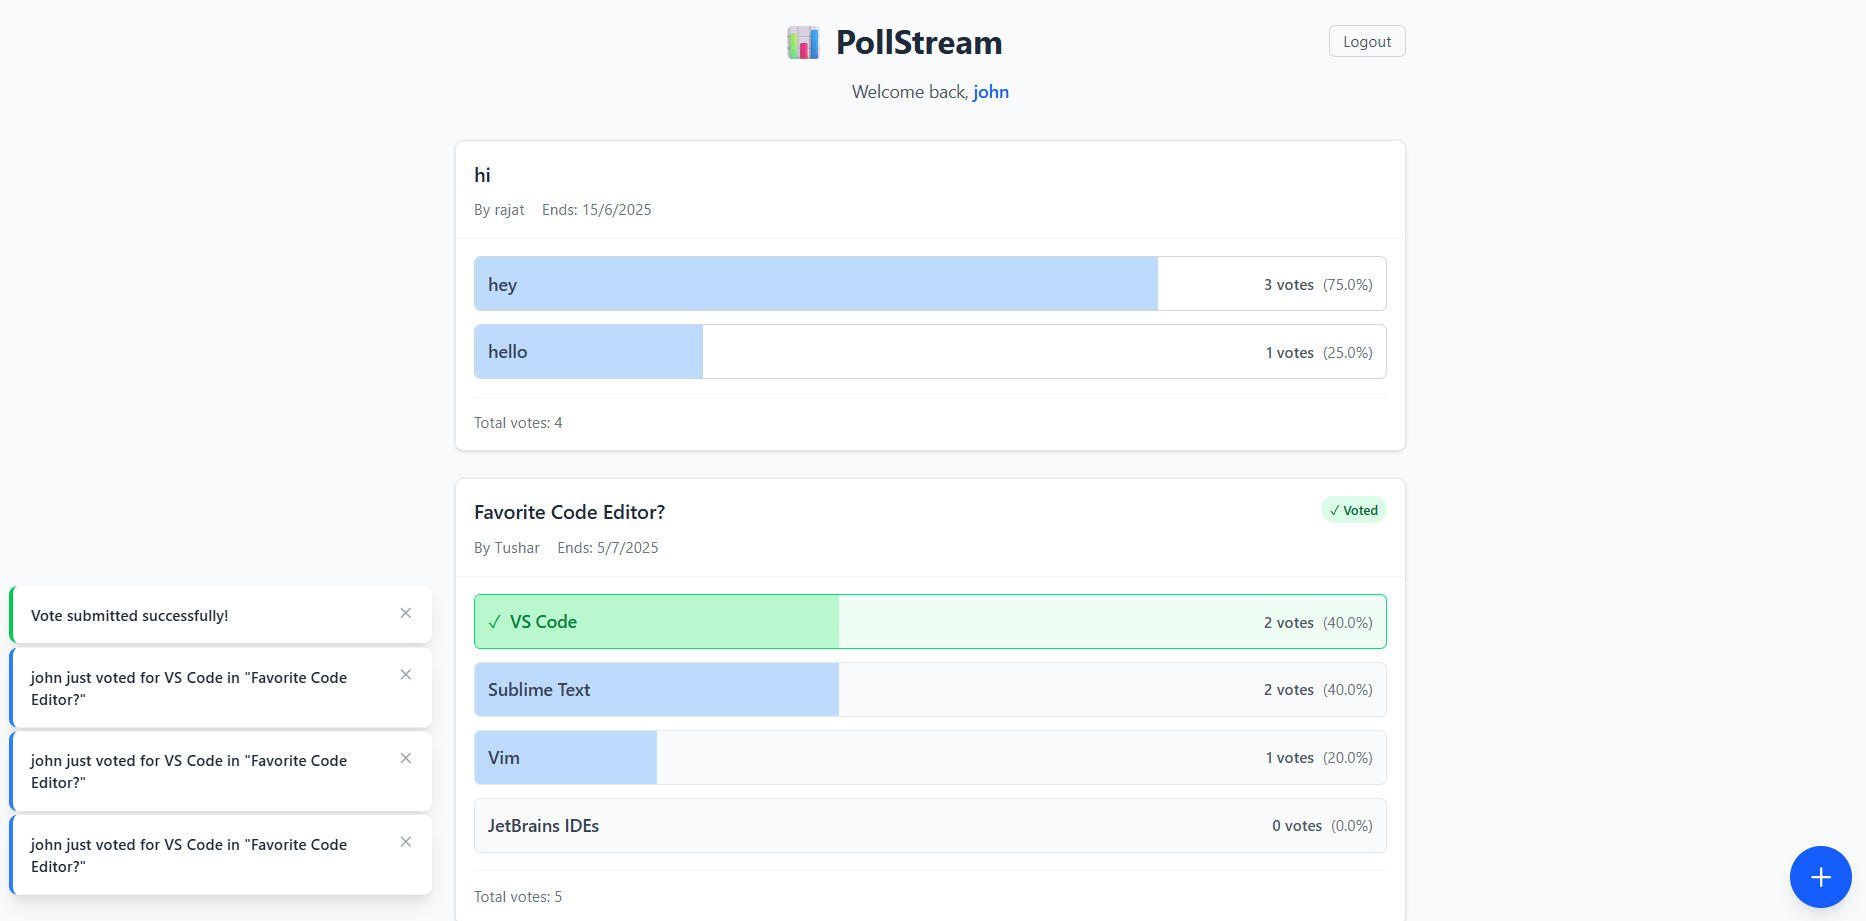 PollStream
Logout
Welcome back, john
hi
By rajat Ends: 15/6/2025
hey 3 votes (75.0%)
hello 1 votes (25.0%)
Total votes: 4
Favorite Code Editor?
✓ Voted
By Tushar Ends: 5/7/2025
✓ VS Code 2 votes (40.0%)
Sublime Text 2 votes (40.0%)
Vim 1 votes (20.0%)
JetBrains IDEs 0 votes (0.0%)
Total votes: 5
Vote submitted successfully!
john just voted for VS Code in "Favorite Code
Editor?"
john just voted for VS Code in "Favorite Code
Editor?"
john just voted for VS Code in "Favorite Code
Editor?"